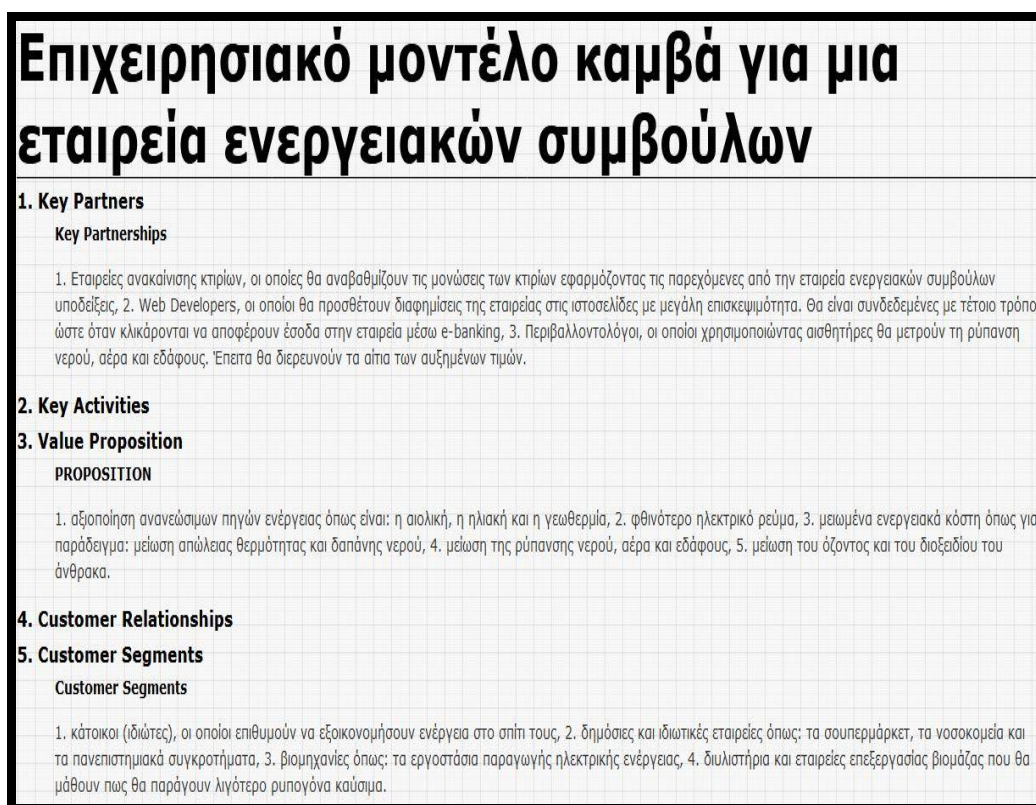 Επιχειρησιακό μοντέλο καμβά για μια
εταιρεία ενεργειακών συμβούλων
1. Key Partners
Key Partnerships
1. Εταιρείες ανακαίνισης κτιρίων, οι οποίες θα αναβαθμίζουν τις μονώσεις των κτιρίων εφαρμόζοντας τις παρεχόμενες από την εταιρεία ενεργειακών συμβούλων
υποδείξεις, 2. Web Developers, οι οποίοι θα προσθέτουν διαφημίσεις της εταιρείας στις ιστοσελίδες με μεγάλη επισκεψιμότητα. Θα είναι συνδεδεμένες με τέτοιο τρόπο
ώστε όταν κλικάρονται να αποφέρουν έσοδα στην εταιρεία μέσω e-banking, 3. Περιβαλλοντολόγοι, οι οποίοι χρησιμοποιώντας αισθητήρες θα μετρούν τη ρύπανση
νερού, αέρα και εδάφους. Έπειτα θα διερευνούν τα αίτια των αυξημένων τιμών.
2. Key Activities
3. Value Proposition
PROPOSITION
1. αξιοποίηση ανανεώσιμων πηγών ενέργειας όπως είναι: η αιολική, η ηλιακή και η γεωθερμία, 2. φθινότερο ηλεκτρικό ρεύμα, 3. μειωμένα ενεργειακά κόστη όπως για
παράδειγμα: μείωση απώλειας θερμότητας και δαπάνης νερού, 4. μείωση της ρύπανσης νερού, αέρα και εδάφους, 5. μείωση του όζοντος και του διοξειδίου του
άνθρακα.
4. Customer Relationships
5. Customer Segments
Customer Segments
1. κάτοικοι (ιδιώτες), οι οποίοι επιθυμούν να εξοικονομήσουν ενέργεια στο σπίτι τους, 2. δημόσιες και ιδιωτικές εταιρείες όπως: τα σουπερμάρκετ, τα νοσοκομεία και
τα πανεπιστημιακά συγκροτήματα, 3. βιομηχανίες όπως: τα εργοστάσια παραγωγής ηλεκτρικής ενέργειας, 4. διυλιστήρια και εταιρείες επεξεργασίας βιομάζας που θα
μάθουν πως θα παράγουν λιγότερο ρυπογόνα καύσιμα.